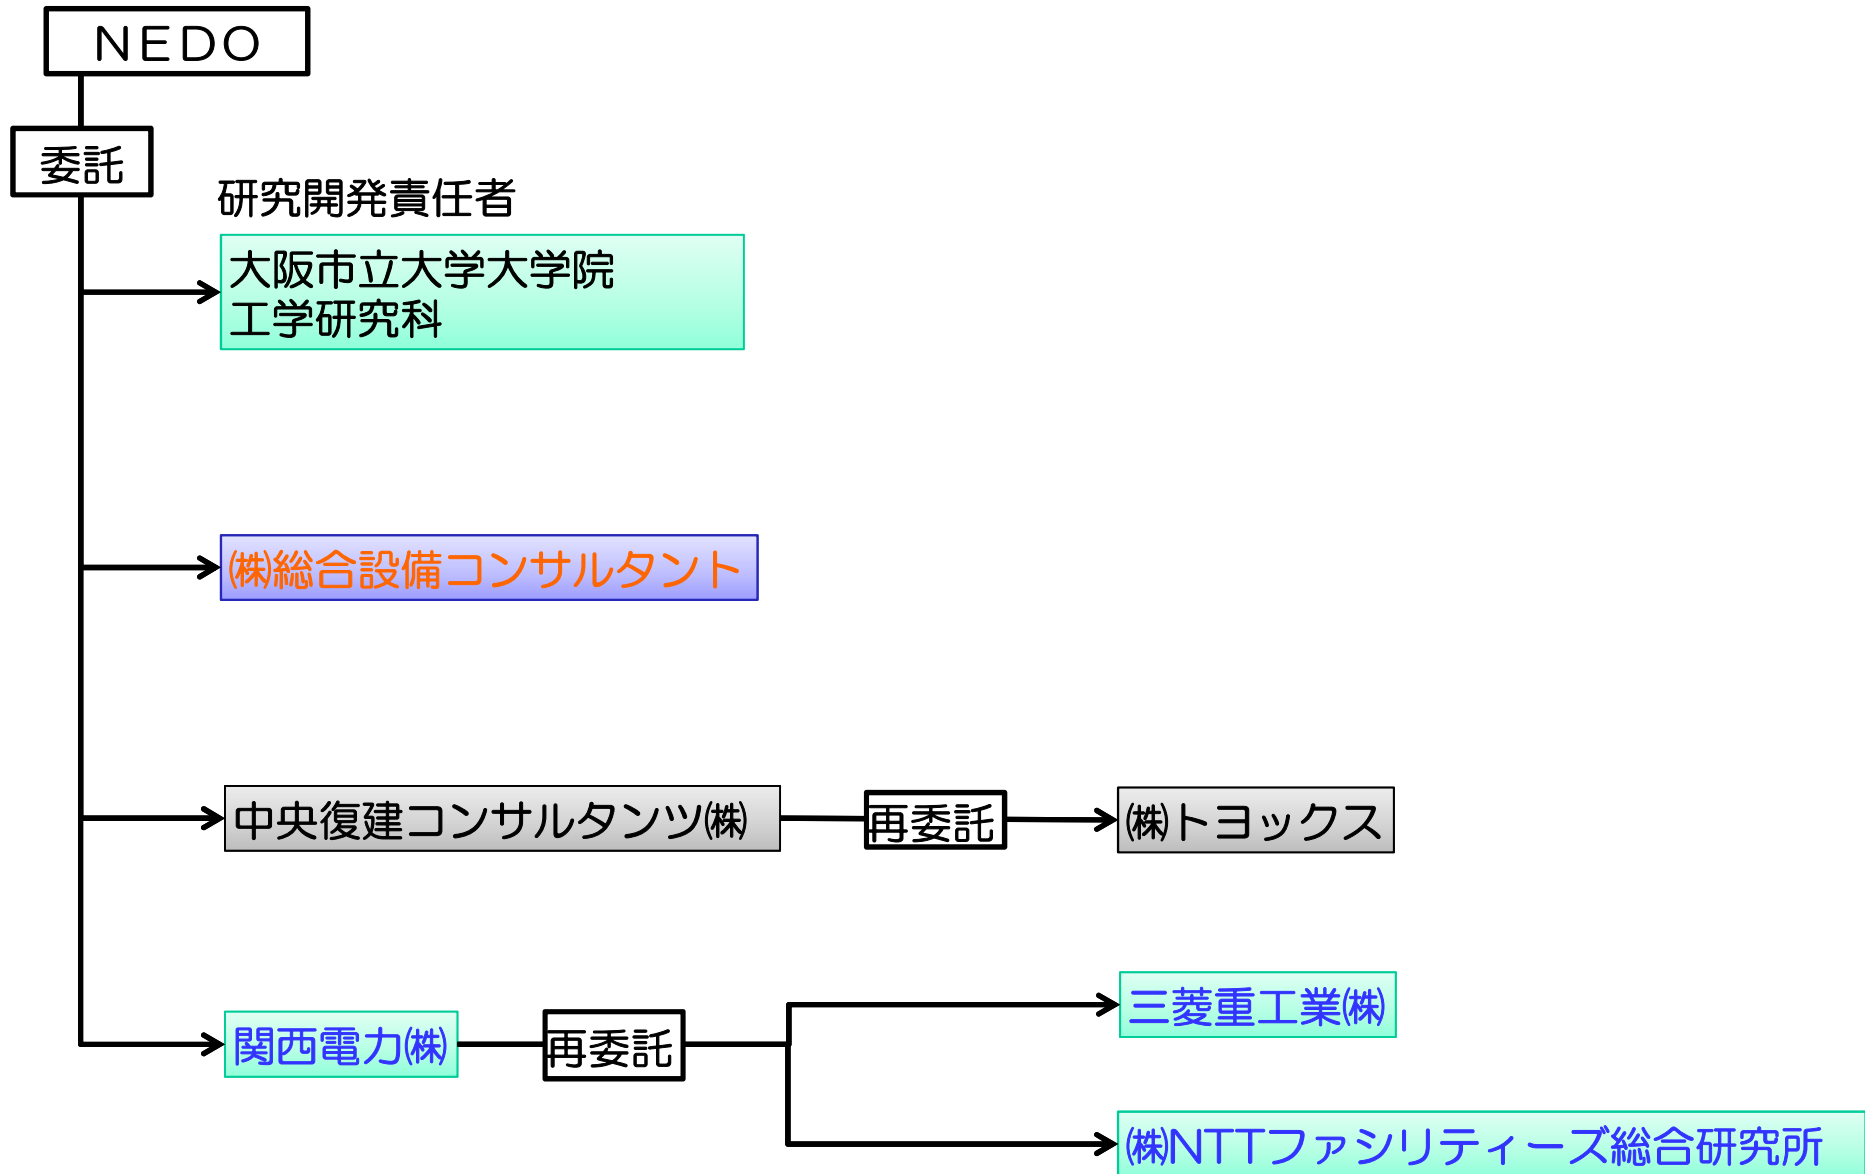 NEDO
委託
研究開発責任者
大阪市立大学大学院
工学研究科
㈱総合設備コンサルタント
中央復建コンサルタンツ㈱
再委託
㈱トヨックス
関西電力㈱
再委託
三菱重工業㈱
㈱NTTファシリティーズ総合研究所